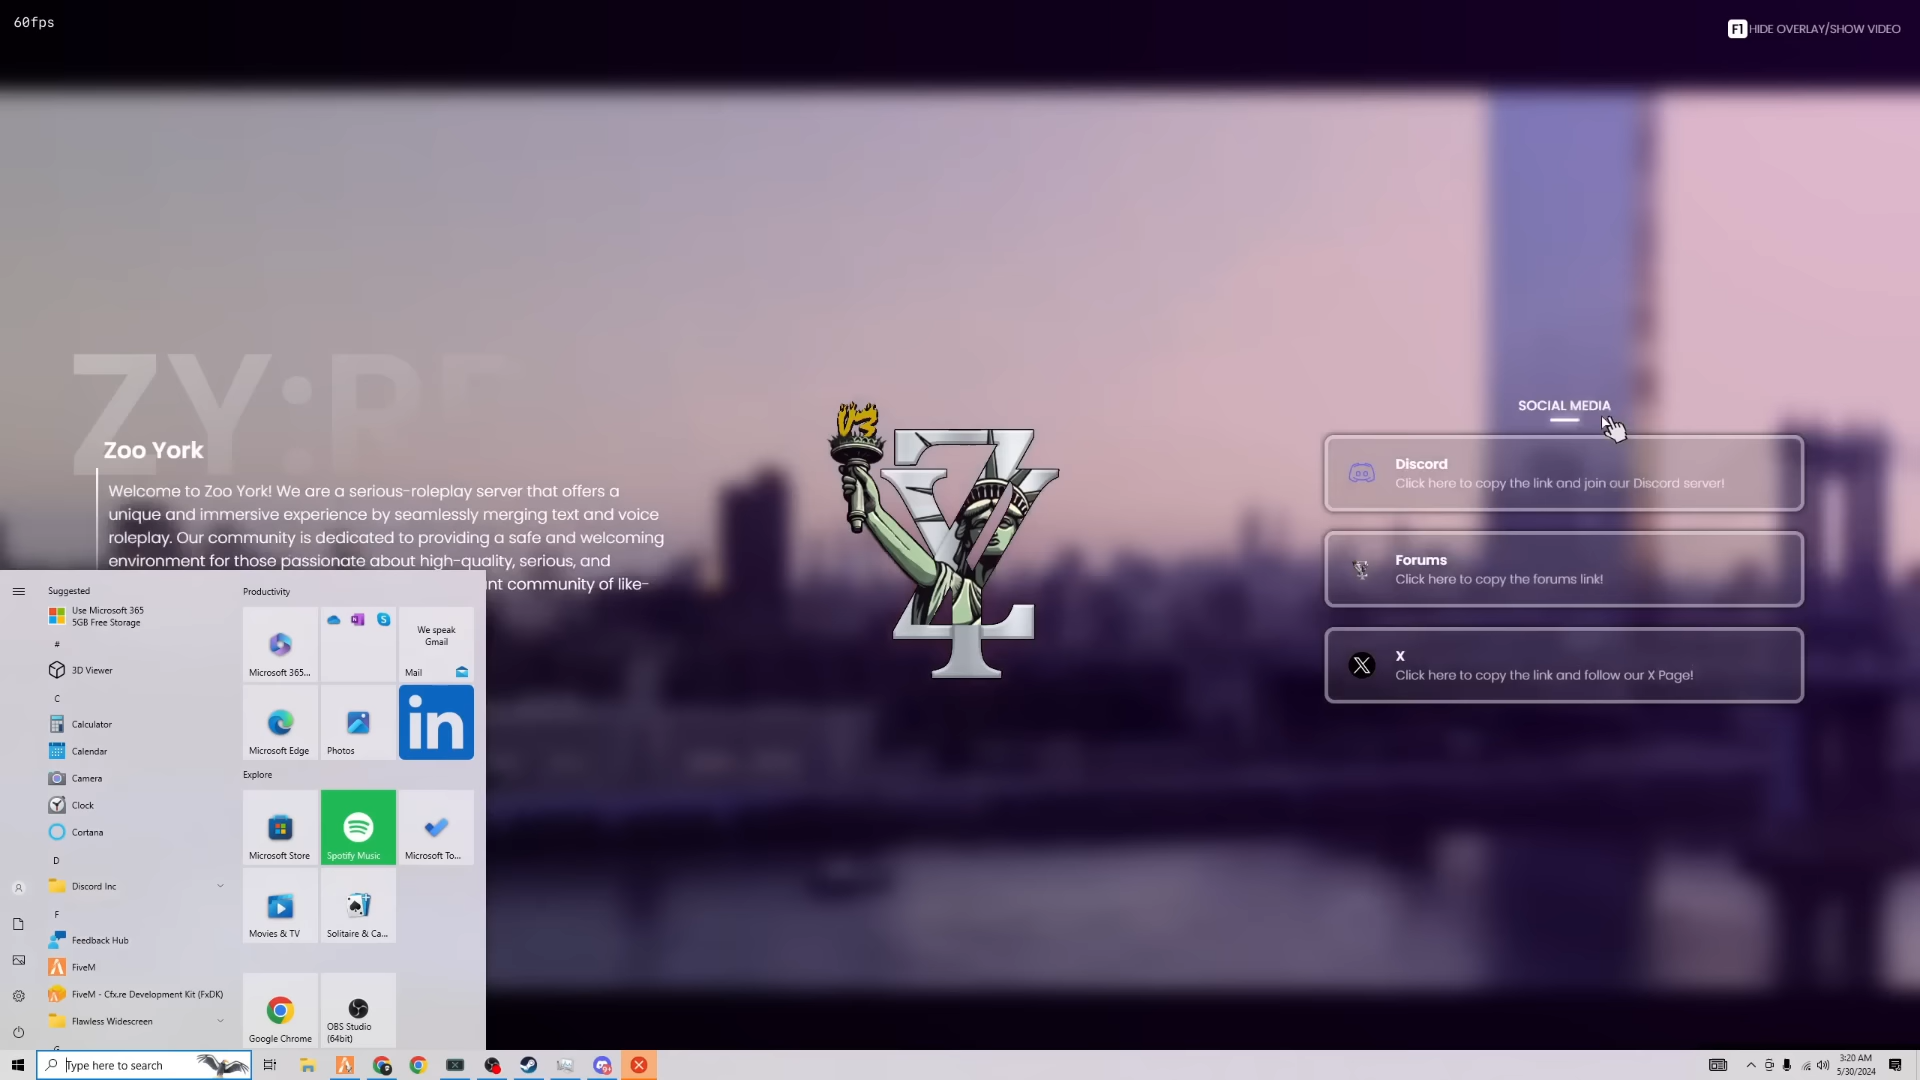 60fps
F1 HIDE OVERLAY/SHOW VIDEO
ZY:RP
Zoo York
Welcome to Zoo York! We are a serious-roleplay server that offers a
unique and immersive experience by seamlessly merging text and voice
roleplay. Our community is dedicated to providing a safe and welcoming
environment for those passionate about high-quality, serious, and
nt community of like-
V3
ZY
SOCIAL MEDIA
Discord
Click here to copy the link and join our Discord server!
Forums
Click here to copy the forums link!
X
Click here to copy the link and follow our X Page!
Suggested
Use Microsoft 365
5GB Free Storage
#
3D Viewer
C
Calculator
Calendar
Camera
Clock
Cortana
D
Discord Inc
F
Feedback Hub
FiveM
FiveM - Cfx.re Development Kit (FxDK)
Flawless Widescreen
G
Productivity
Microsoft 365...
We speak
Gmail
Mail
Microsoft Edge
Photos
in
Explore
Microsoft Store
Spotify Music
Microsoft To...
Movies & TV
Solitaire & Ca...
Google Chrome
OBS Studio
(64bit)
Type here to search
9+
3:20 AM
5/30/2024